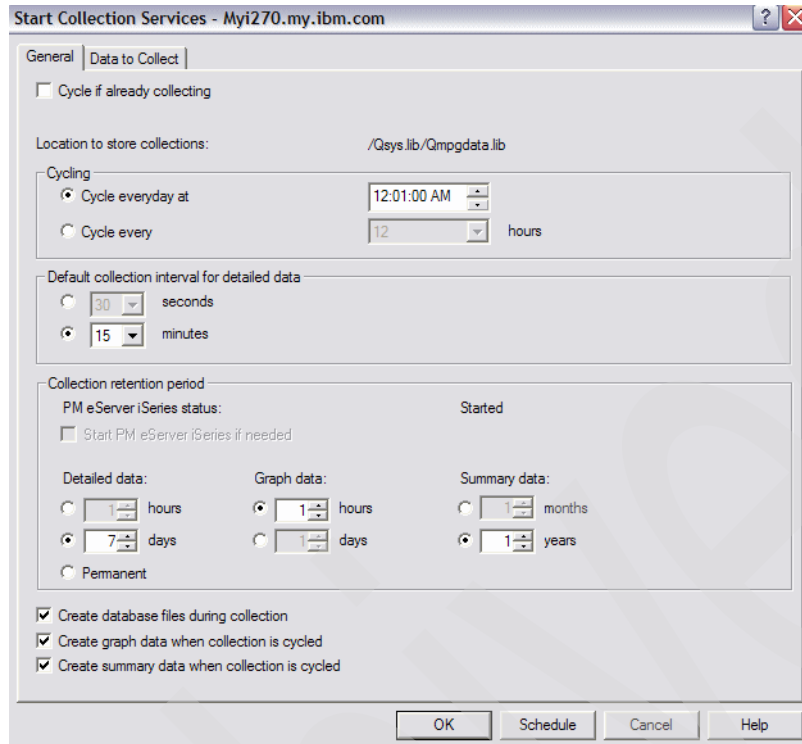 Start Collection Services - Myi270.my.ibm.com
General Data to Collect
Cycle if already collecting
Location to store collections: /Qsys.lib/Qmpgdata.lib
Cycling
Cycle everyday at 12:01:00 AM
Cycle every 12 hours
Default collection interval for detailed data
30 seconds
15 minutes
Collection retention period
PM eServer iSeries status: Started
Start PM eServer iSeries if needed
Detailed data: Graph data: Summary data:
1 hours 1 hours 1 months
7 days 1 days 1 years
Permanent
Create database files during collection
Create graph data when collection is cycled
Create summary data when collection is cycled
OK Schedule Cancel Help